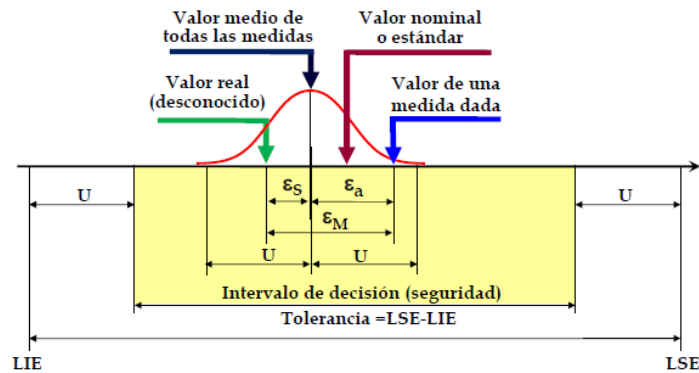 Valor medio de
todas las medidas
Valor nominal
o estándar
Valor real
(desconocido)
Valor de una
medida dada
U
εS
εa
U
εM
U
U
Intervalo de decisión (seguridad)
Tolerancia =LSE-LIE
LIE
LSE